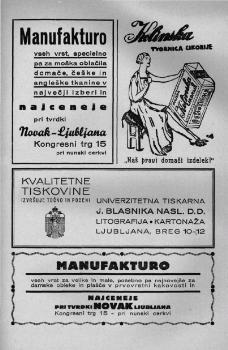 Manufakturo
vseh vrst, specielno
pa za moška oblačila
domače, češke in
angleške tkanine v
največji izberi in
najceneje
pri tvrdki
Novak-Ljubljana
Kongresni trg 15
pri nunski cerkvi
Kolinska
TOVARNICA CIKORIJE
Kolinska
„Naš pravi domači izdelek!"
KVALITETNE
TISKOVINE
IZVRŠUJE TOČNO IN POCENI
UNIVERZITETNA TISKARNA
J. BLASNIKA NASL. D.D.
LITOGRAFIJA · KARTONAŽA
LJUBLJANA, BREG 10-12
MANUFAKTURO
vseh vrst za velike in male, posebno pa najnovejše za
damske obleke in plašče v prvovrstni kakovosti in
NAJCENEJE
PRI TVRDKI NOVAK LJUBLJANA
Kongresni trg 15 - pri nunski cerkvi